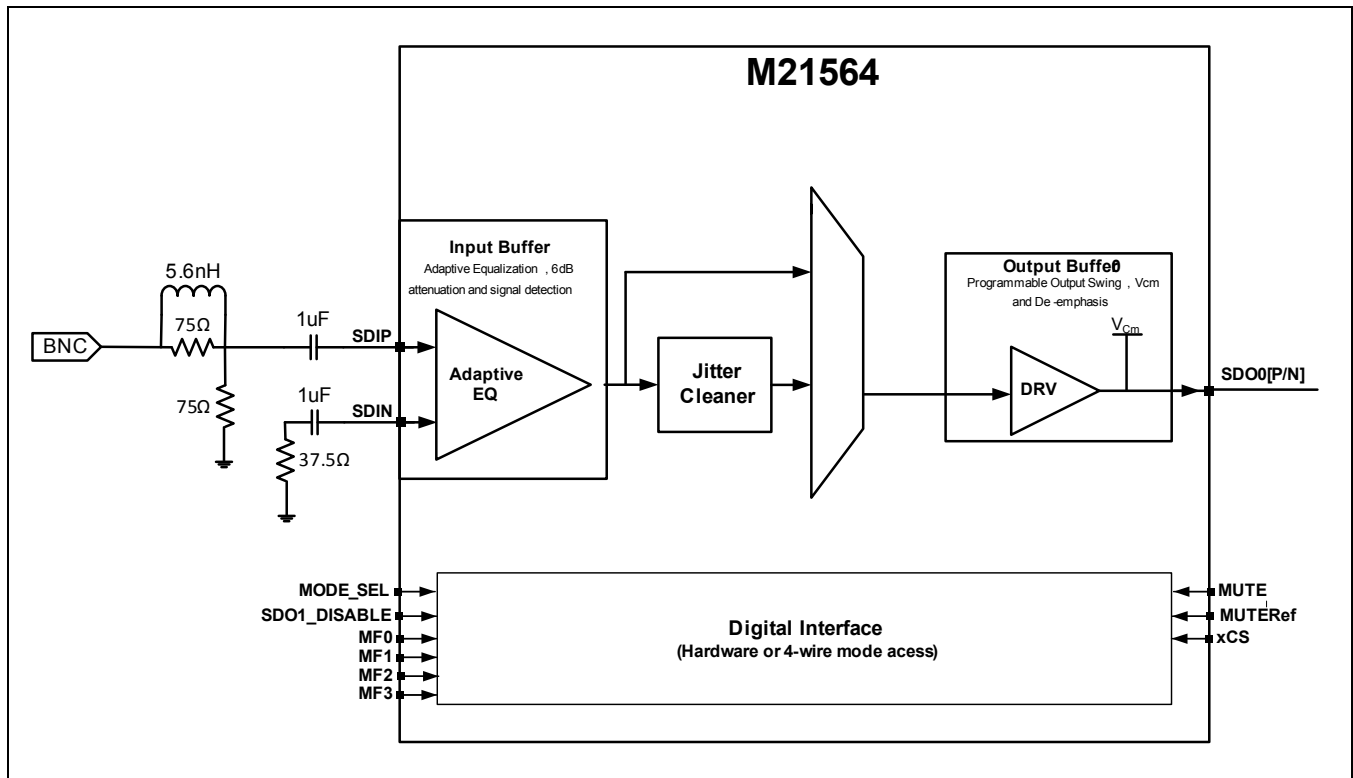 M21564
Input Buffer
Adaptive Equalization , 6dB
attenuation and signal detection
5.6nH
75Ω
BNC
1uF
SDIP
75Ω
1uF
SDIN
37.5Ω
Adaptive
EQ
Jitter
Cleaner
Output Buffer0
Programmable Output Swing , Vcm
and De -emphasis
VCm
DRV
SDO0[P/N]
MODE_SEL
SDO1_DISABLE
MF0
MF1
MF2
MF3
Digital Interface
(Hardware or 4-wire mode acess)
MUTE
MUTERef
xCS